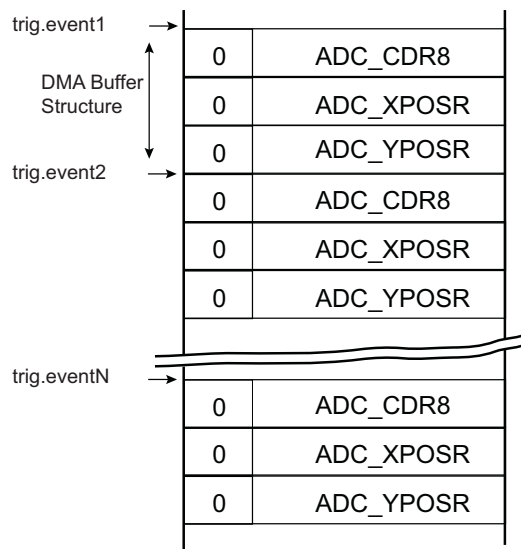 trig.event1
DMA Buffer
Structure
0 ADC_CDR8
0 ADC_XPOSR
0 ADC_YPOSR
trig.event2
0 ADC_CDR8
0 ADC_XPOSR
0 ADC_YPOSR
trig.eventN
0 ADC_CDR8
0 ADC_XPOSR
0 ADC_YPOSR